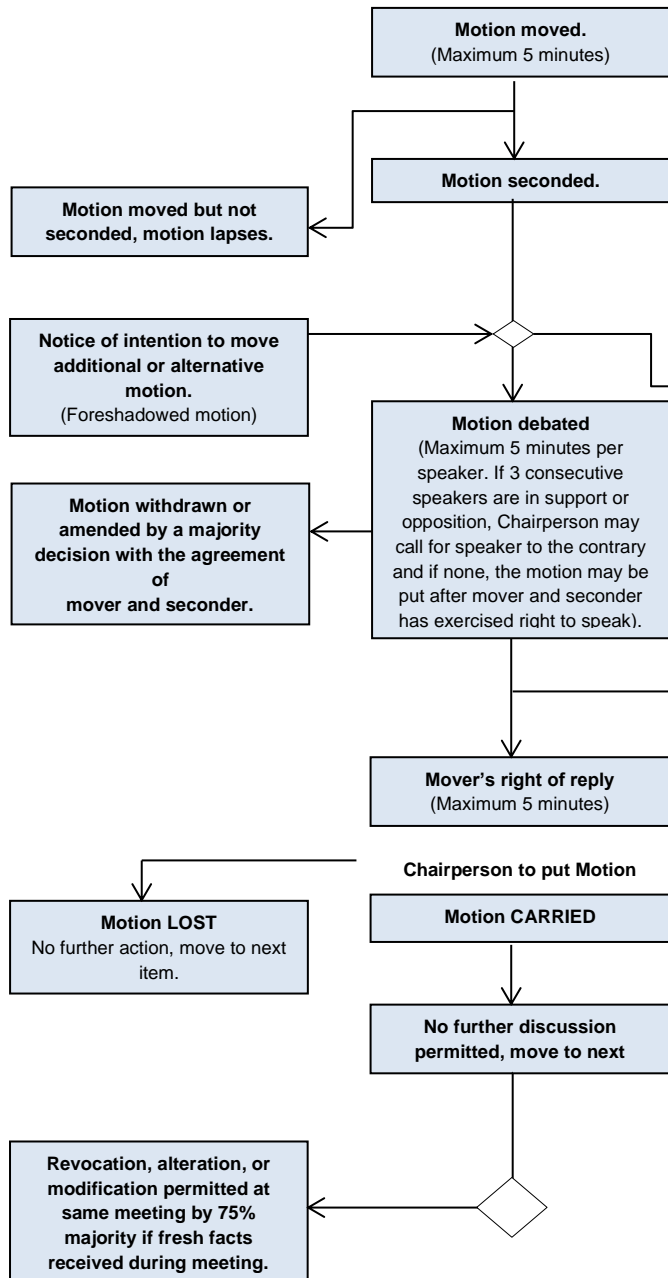 Motion moved.
(Maximum 5 minutes)
Motion seconded.
Motion moved but not
seconded, motion lapses.
Notice of intention to move
additional or alternative
motion.
(Foreshadowed motion)
Motion debated
(Maximum 5 minutes per
speaker. If 3 consecutive
speakers are in support or
opposition, Chairperson may
call for speaker to the contrary
and if none, the motion may be
put after mover and seconder
has exercised right to speak).
Motion withdrawn or
amended by a majority
decision with the agreement
of
mover and seconder.
Mover’s right of reply
(Maximum 5 minutes)
Chairperson to put Motion
Motion LOST
No further action, move to next
item.
Motion CARRIED
No further discussion
permitted, move to next
Revocation, alteration, or
modification permitted at
same meeting by 75%
majority if fresh facts
received during meeting.